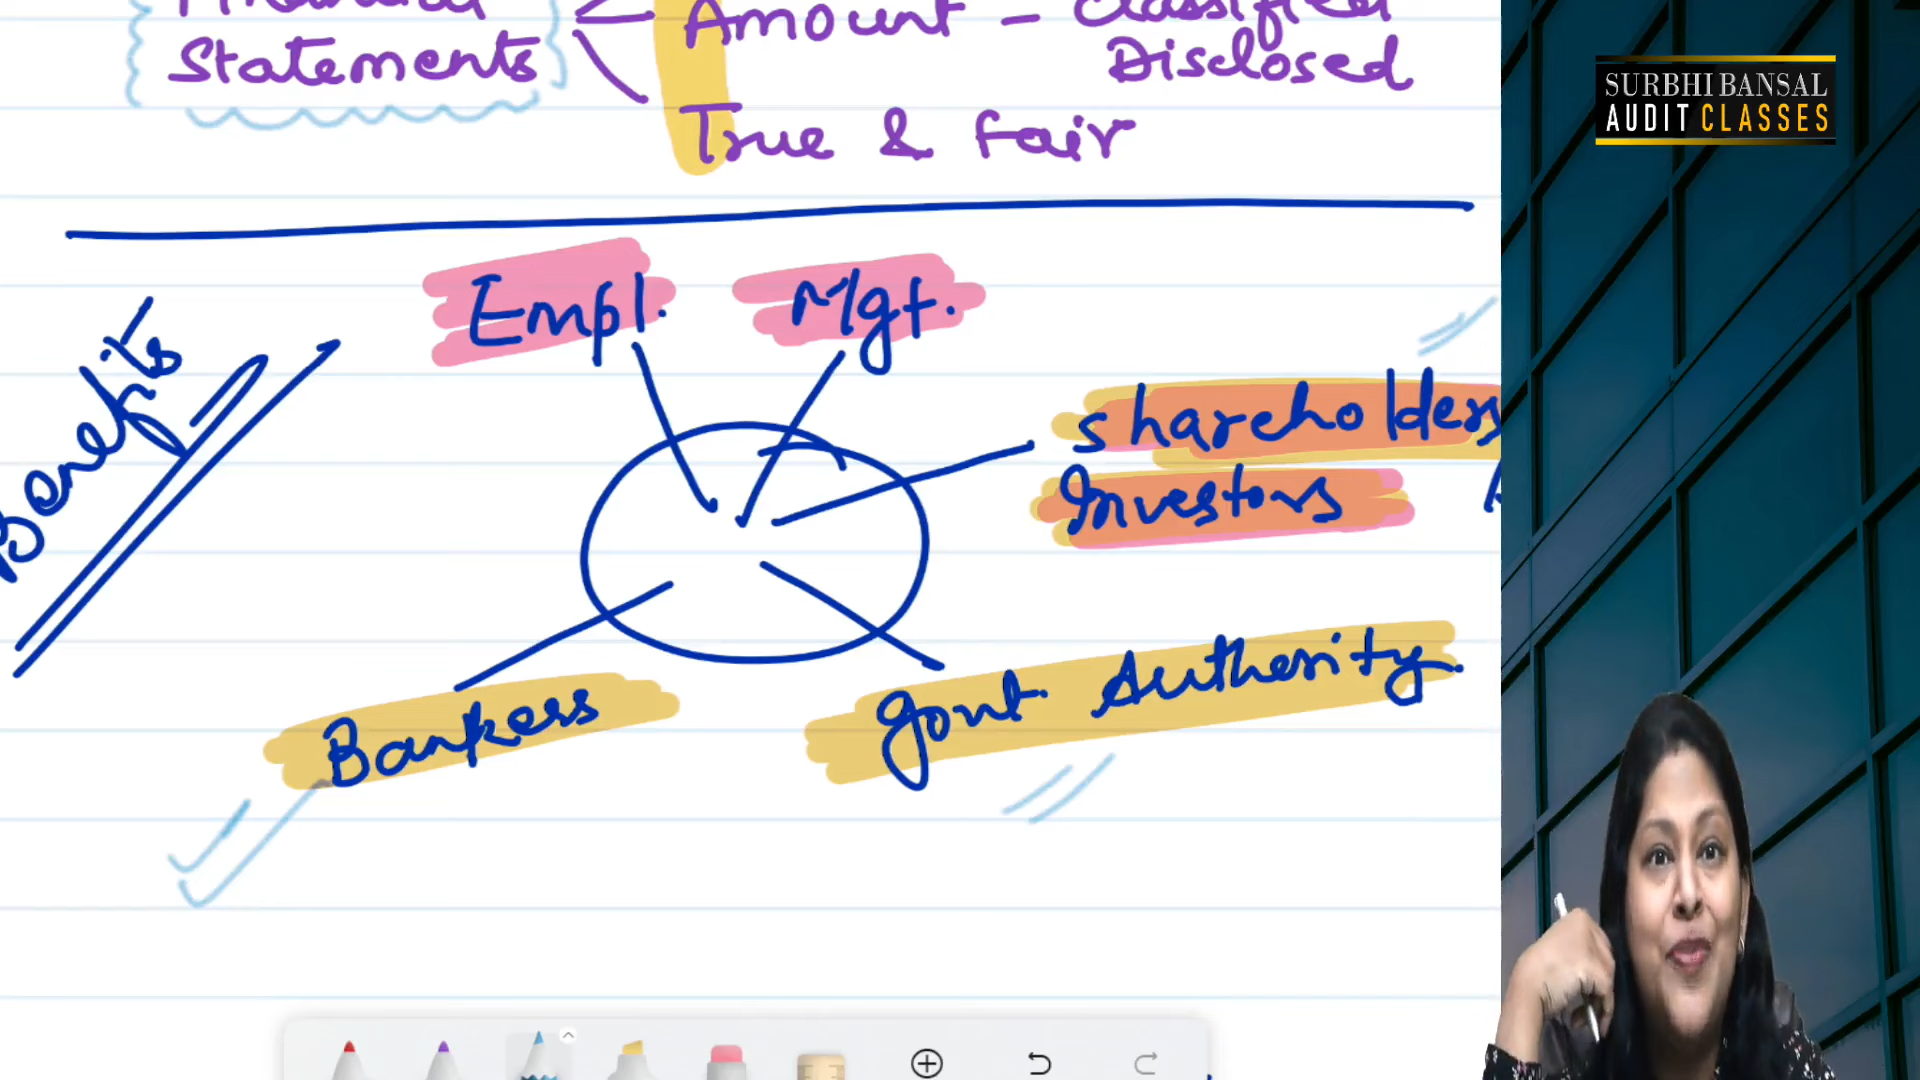 Statements
Amount - Classified
Disclosed
True & Fair
Benefits
Empl.
Mgt.
Shareholders
Investors
Bankers
Govt. Authority.
SURBHI BANSAL
AUDIT CLASSES